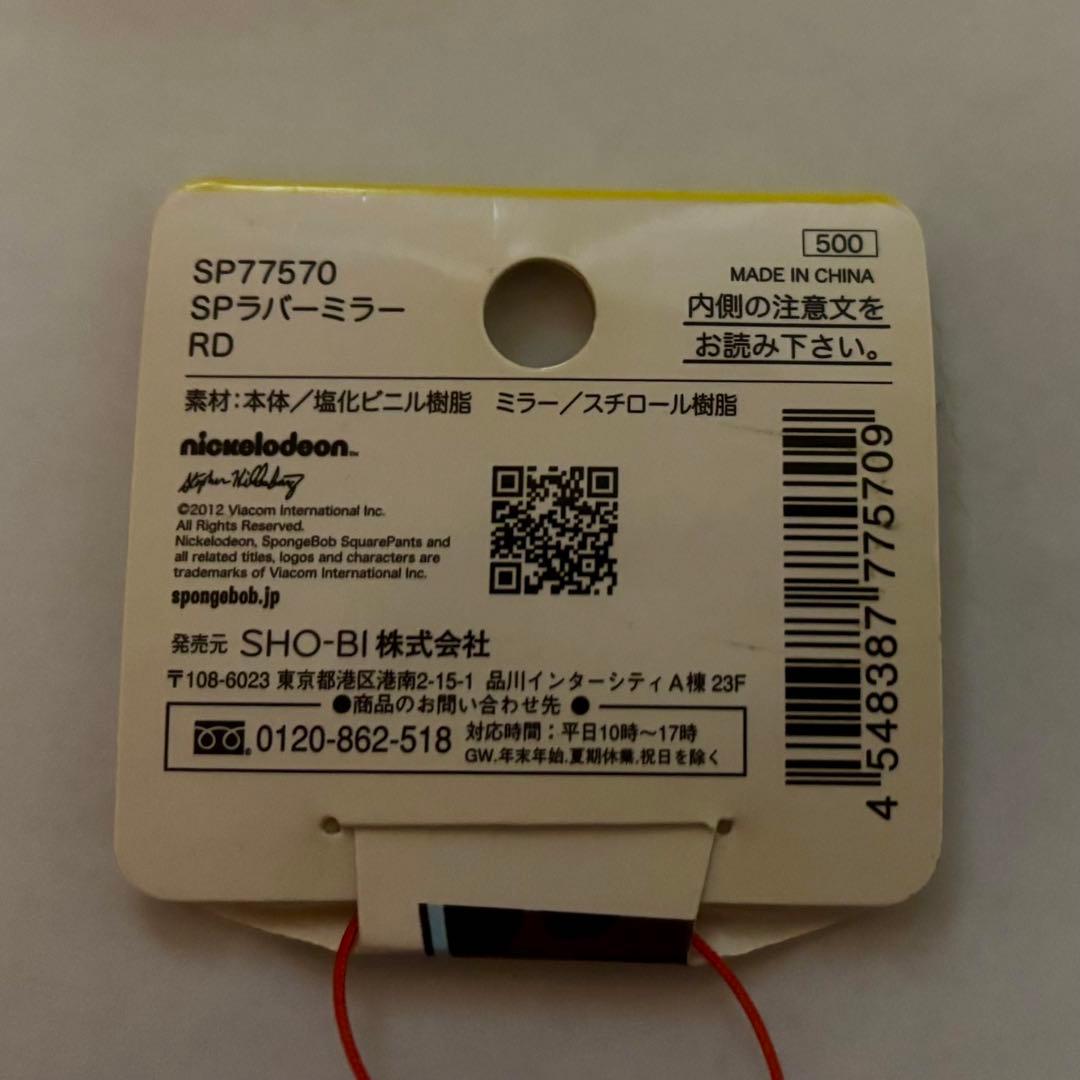 500
MADE IN CHINA
内側の注意文を
お読み下さい。
SP77570
SPラバーミラー
RD
素材:本体/塩化ビニル樹脂 ミラー/スチロール樹脂
nickelodeon™
Stephen Hillenburg
©2012 Viacom International Inc.
All Rights Reserved.
Nickelodeon, SpongeBob SquarePants and
all related titles, logos and characters are
trademarks of Viacom International Inc.
spongebob.jp
発売元 SHO-BI株式会社
〒108-6023 東京都港区港南2-15-1 品川インターシティA棟 23F
●商品のお問い合わせ先●
0120-862-518 対応時間:平日10時〜17時
GW.年末年始.夏期休業.祝日を除く
4 548387 775709